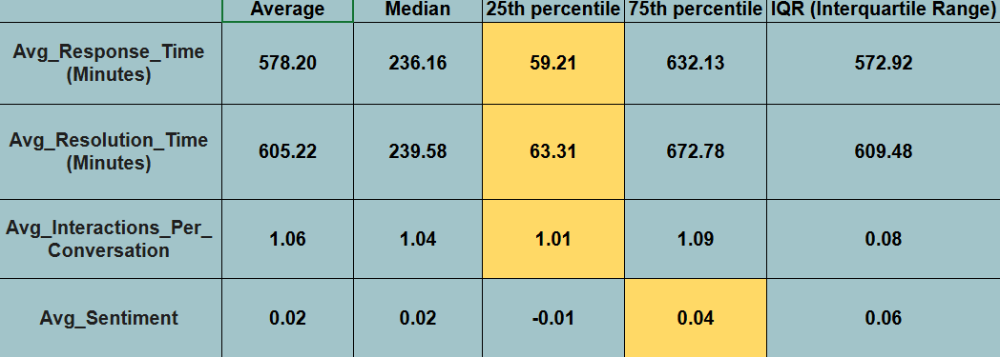 Average Median 25th percentile 75th percentile IQR (Interquartile Range)
Avg_Response_Time
(Minutes) 578.20 236.16 59.21 632.13 572.92
Avg_Resolution_Time
(Minutes) 605.22 239.58 63.31 672.78 609.48
Avg_Interactions_Per_
Conversation 1.06 1.04 1.01 1.09 0.08
Avg_Sentiment 0.02 0.02 -0.01 0.04 0.06